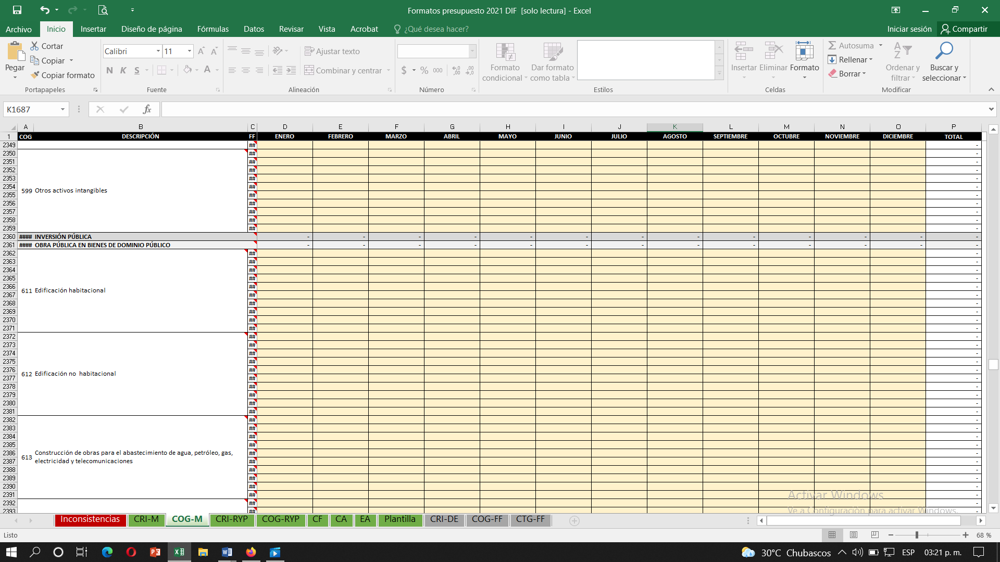 Formatos presupuesto 2021 DIF [solo lectura] - Excel
Archivo Inicio Insertar Diseño de página Fórmulas Datos Revisar Vista Acrobat ¿Qué desea hacer? Iniciar sesión Compartir
Pegar Cortar Copiar Copiar formato Portapapeles
Calibri 11 N K S A Fuente
Ajustar texto Combinar y centrar Alineación
$ % 000 Número
Formato condicional Dar formato como tabla Estilos
Insertar Eliminar Formato Celdas
Autosuma Rellenar Borrar Ordenar y filtrar Buscar y seleccionar Modificar
K1687 fx
A B C D E F G H I J K L M N O P
1 COG DESCRIPCIÓN FF ENERO FEBRERO MARZO ABRIL MAYO JUNIO JULIO AGOSTO SEPTIEMBRE OCTUBRE NOVIEMBRE DICIEMBRE TOTAL
2349 ## -
2350 ## -
2351 ## -
2352 ## -
2353 ## -
2354 ## -
599 Otros activos intangibles
2355 ## -
2356 ## -
2357 ## -
2358 ## -
2359 ## -
2360 #### INVERSIÓN PÚBLICA - - - - - - - - - - - - -
2361 #### OBRA PÚBLICA EN BIENES DE DOMINIO PÚBLICO - - - - - - - - - - - - -
2362 ## -
2363 ## -
2364 ## -
2365 ## -
2366 ## -
611 Edificación habitacional
2367 ## -
2368 ## -
2369 ## -
2370 ## -
2371 ## -
2372 ## -
2373 ## -
2374 ## -
2375 ## -
2376 ## -
612 Edificación no  habitacional
2377 ## -
2378 ## -
2379 ## -
2380 ## -
2381 ## -
2382 ## -
2383 ## -
2384 ## -
2385 ## -
2386 ## -
613 Construcción de obras para el abastecimiento de agua, petróleo, gas,
electricidad y telecomunicaciones
2387 ## -
2388 ## -
2389 ## -
2390 ## -
2391 ## -
2392 ## -
2393 ##
Activar Windows
Ve a Configuración para activar Windows.
Inconsistencias CRI-M COG-M CRI-RYP COG-RYP CF CA EA Plantilla CRI-DE COG-FF CTG-FF
Listo 68 %
30°C Chubascos ESP 03:21 p. m.